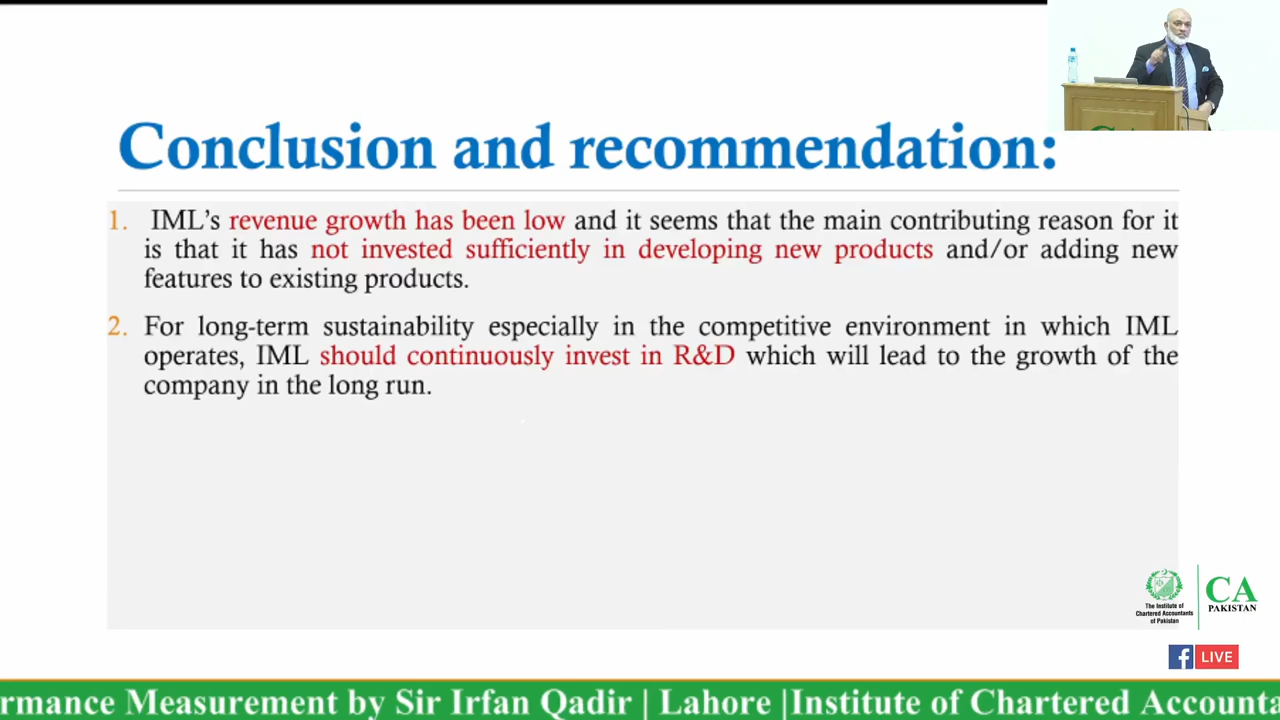 Conclusion and recommendation:
1. IML's revenue growth has been low and it seems that the main contributing reason for it
is that it has not invested sufficiently in developing new products and/or adding new
features to existing products.
2. For long-term sustainability especially in the competitive environment in which IML
operates, IML should continuously invest in R&D which will lead to the growth of the
company in the long run.
The Institute of
Chartered Accountants
of Pakistan
CA
PAKISTAN
f LIVE
rmance Measurement by Sir Irfan Qadir | Lahore |Institute of Chartered Accounta